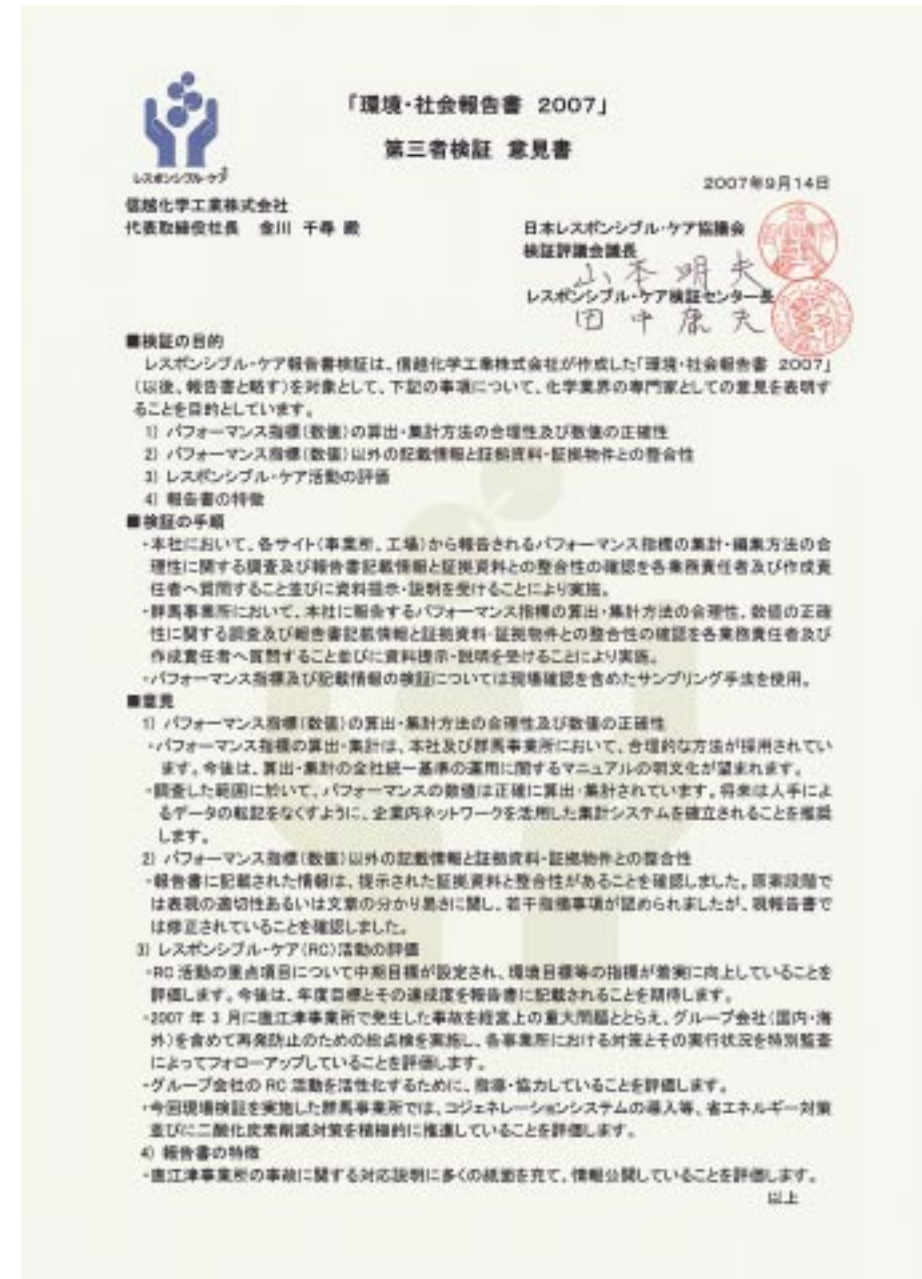 「環境・社会報告書 2007」
第三者検証 意見書
レスポンシブル・ケア
2007年9月14日
信越化学工業株式会社
代表取締役社長 金川 千尋 殿
日本レスポンシブル・ケア協議会
検証評議会議長
山本 明夫
レスポンシブル・ケア検証センター長
田中 康夫
■検証の目的
レスポンシブル・ケア報告書検証は、信越化学工業株式会社が作成した「環境・社会報告書 2007」
(以後、報告書と略す)を対象として、下記の事項について、化学業界の専門家としての意見を表明す
ることを目的としています。
1) パフォーマンス指標(数値)の算出・集計方法の合理性及び数値の正確性
2) パフォーマンス指標(数値)以外の記載情報と証拠資料・証拠物件との整合性
3) レスポンシブル・ケア活動の評価
4) 報告書の特徴
■検証の手順
・本社において、各サイト(事業所、工場)から報告されるパフォーマンス指標の集計・編集方法の合
理性に関する調査及び報告書記載情報と証拠資料との整合性の確認を各業務責任者及び作成責
任者へ質問すること並びに資料提示・説明を受けることにより実施。
・群馬事業所において、本社に報告するパフォーマンス指標の算出・集計方法の合理性、数値の正確
性に関する調査及び報告書記載情報と証拠資料・証拠物件との整合性の確認を各業務責任者及び
作成責任者へ質問すること並びに資料提示・説明を受けることにより実施。
・パフォーマンス指標及び記載情報の検証については現場確認を含めたサンプリング手法を使用。
■意見
1) パフォーマンス指標(数値)の算出・集計方法の合理性及び数値の正確性
・パフォーマンス指標の算出・集計は、本社及び群馬事業所において、合理的な方法が採用されてい
ます。今後は、算出・集計の全社統一基準の運用に関するマニュアルの明文化が望まれます。
・調査した範囲に於いて、パフォーマンスの数値は正確に算出・集計されています。将来は人手によ
るデータの転記をなくすように、企業内ネットワークを活用した集計システムを確立されることを推奨
します。
2) パフォーマンス指標(数値)以外の記載情報と証拠資料・証拠物件との整合性
・報告書に記載された情報は、提示された証拠資料と整合性があることを確認しました。原案段階で
は表現の適切性あるいは文章の分かり易さに関し、若干指摘事項が認められましたが、現報告書で
は修正されていることを確認しました。
3) レスポンシブル・ケア(RC)活動の評価
・RC 活動の重点項目について中期目標が設定され、環境目標等の指標が着実に向上していることを
評価します。今後は、年度目標とその達成度を報告書に記載されることを期待します。
・2007 年 3 月に直江津事業所で発生した事故を経営上の重大問題ととらえ、グループ会社(国内・海
外)を含めて再発防止のための総点検を実施し、各事業所における対策とその実行状況を特別監査
によってフォローアップしていることを評価します。
・グループ会社の RC 活動を活性化するために、指導・協力していることを評価します。
・今回現場検証を実施した群馬事業所では、コジェネレーションシステムの導入等、省エネルギー対策
並びに二酸化炭素削減対策を積極的に推進していることを評価します。
4) 報告書の特徴
・直江津事業所の事故に関する対応説明に多くの紙面を充て、情報公開していることを評価します。
以上